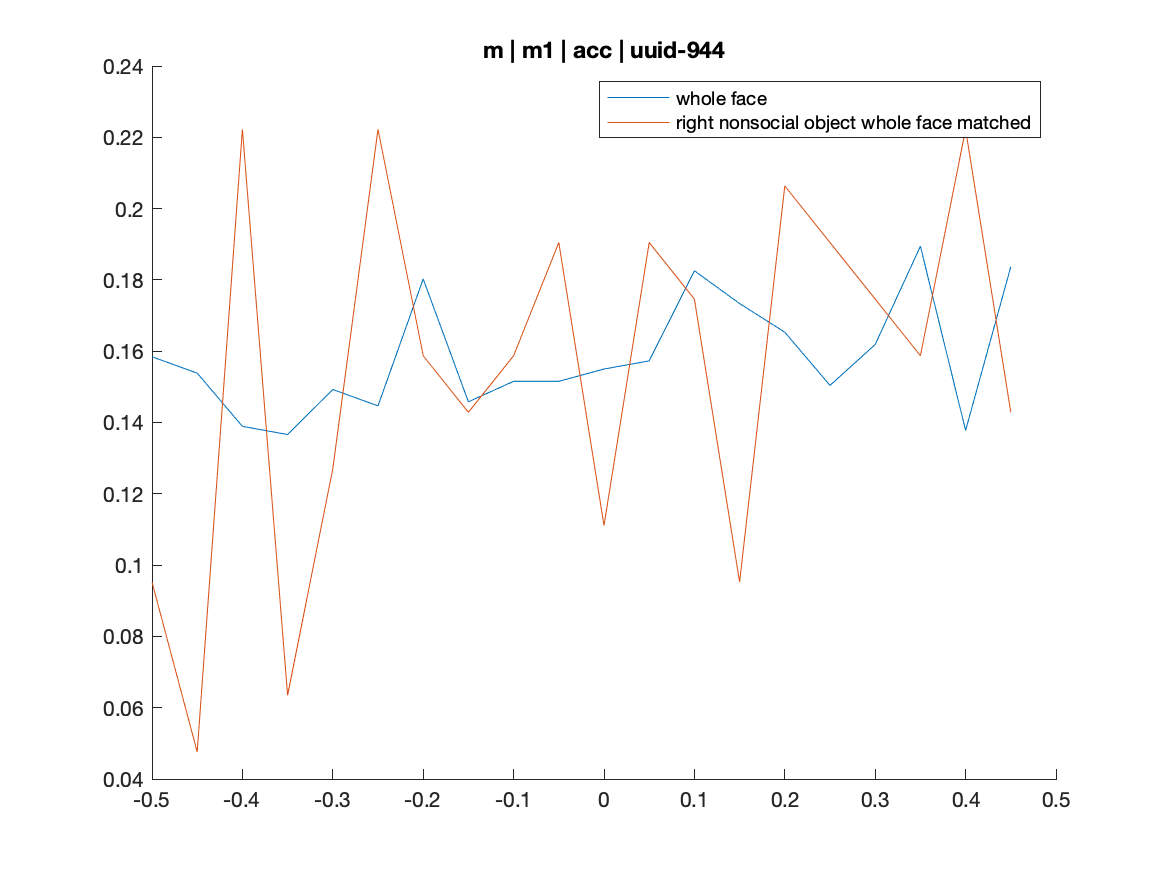 m | m1 | acc | uuid-944
whole face
right nonsocial object whole face matched
0.24
0.22
0.2
0.18
0.16
0.14
0.12
0.1
0.08
0.06
0.04
-0.5 -0.4 -0.3 -0.2 -0.1 0 0.1 0.2 0.3 0.4 0.5